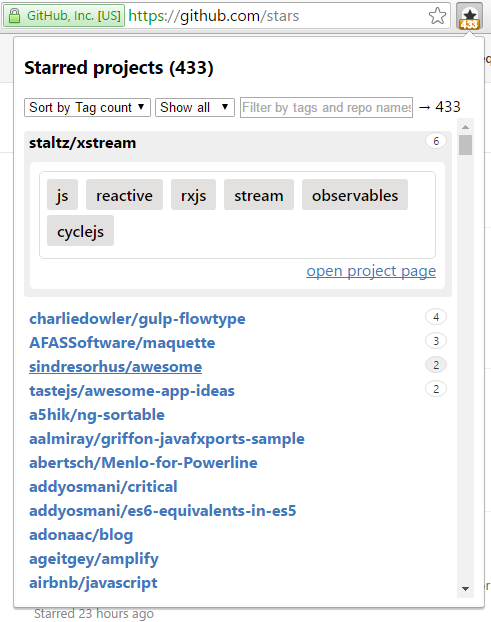 GitHub, Inc. [US] https://github.com/stars
433
Starred projects (433)
Sort by Tag count Show all Filter by tags and repo names → 433
staltz/xstream 6
js reactive rxjs stream observables
cyclejs
open project page
charliedowler/gulp-flowtype 4
AFASSoftware/maquette 3
sindresorhus/awesome 2
tastejs/awesome-app-ideas 2
a5hik/ng-sortable
aalmiray/griffon-javafxports-sample
abertsch/Menlo-for-Powerline
addyosmani/critical
addyosmani/es6-equivalents-in-es5
adonaac/blog
ageitgey/amplify
airbnb/javascript
Starred 23 hours ago